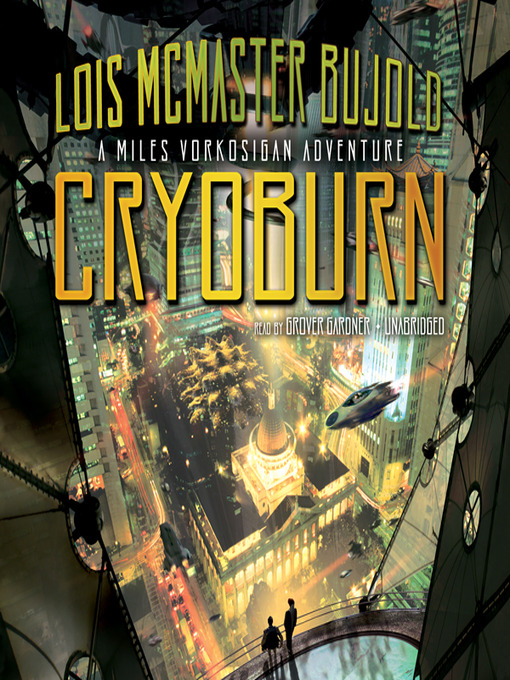 LOIS MCMASTER BUJOLD
A MILES VORKOSIGAN ADVENTURE
CRYOBURN
READ BY GROVER GARDNER + UNABRIDGED